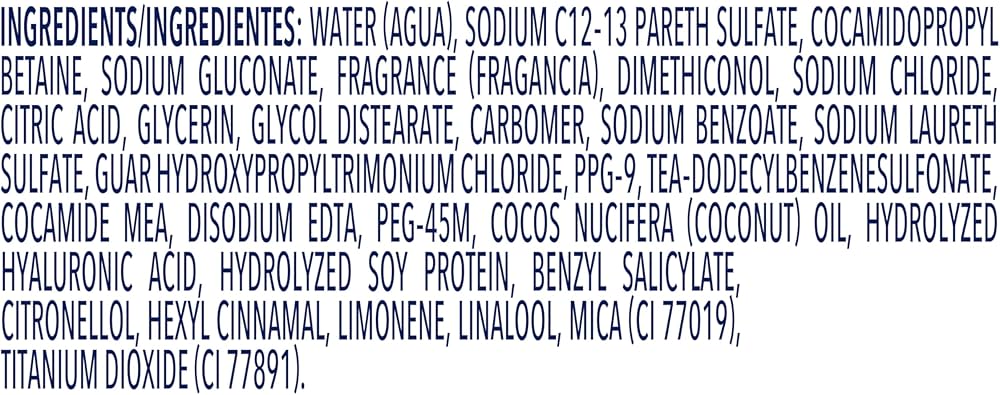 INGREDIENTS/INGREDIENTES: WATER (AGUA), SODIUM C12-13 PARETH SULFATE, COCAMIDOPROPYL
BETAINE, SODIUM GLUCONATE, FRAGRANCE (FRAGANCIA), DIMETHICONOL, SODIUM CHLORIDE,
CITRIC ACID, GLYCERIN, GLYCOL DISTEARATE, CARBOMER, SODIUM BENZOATE, SODIUM LAURETH
SULFATE, GUAR HYDROXYPROPYLTRIMONIUM CHLORIDE, PPG-9, TEA-DODECYLBENZENESULFONATE,
COCAMIDE MEA, DISODIUM EDTA, PEG-45M, COCOS NUCIFERA (COCONUT) OIL, HYDROLYZED
HYALURONIC ACID, HYDROLYZED SOY PROTEIN, BENZYL SALICYLATE,
CITRONELLOL, HEXYL CINNAMAL, LIMONENE, LINALOOL, MICA (CI 77019),
TITANIUM DIOXIDE (CI 77891).